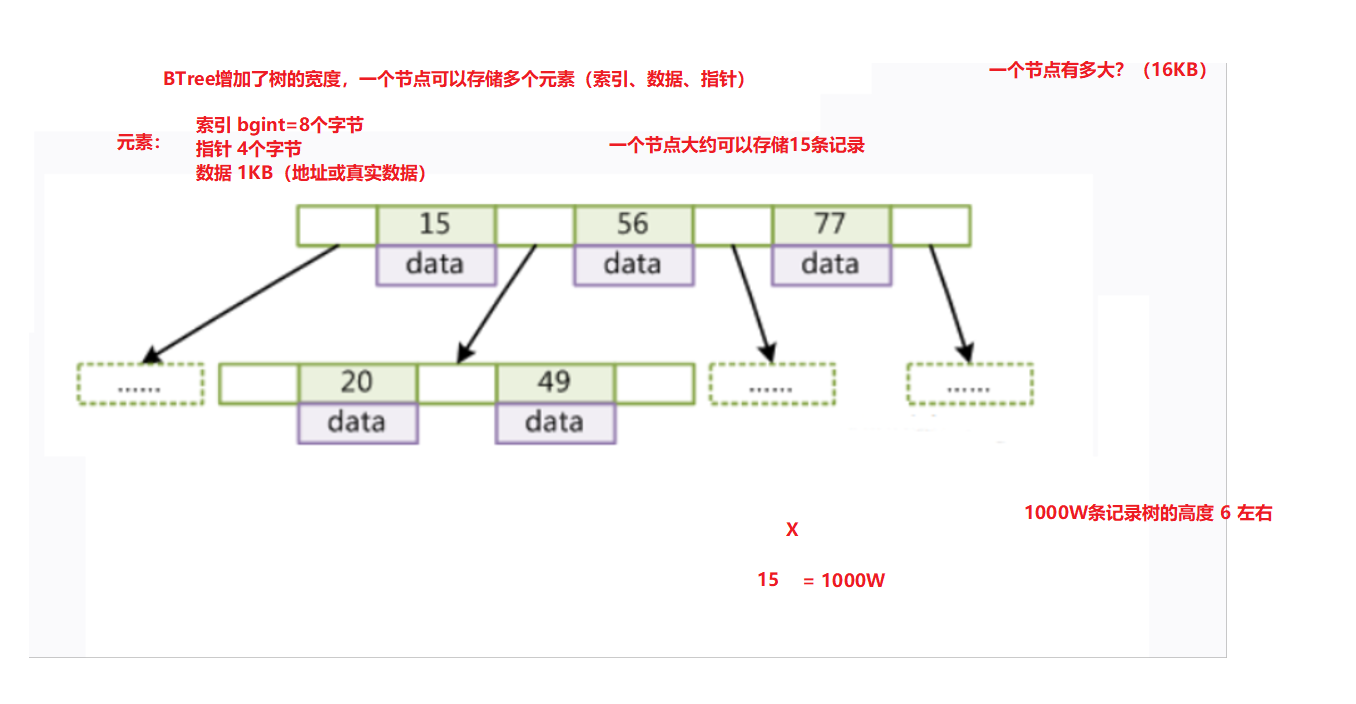 一个节点有多大？（16KB）
BTree增加了树的宽度，一个节点可以存储多个元素（索引、数据、指针）
元素：
索引 bgint=8个字节
指针 4个字节
数据 1KB（地址或真实数据）
一个节点大约可以存储15条记录
15 56 77
data data data
...... 20 49 ...... ......
data data
1000W条记录树的高度 6 左右
X
15 = 1000W